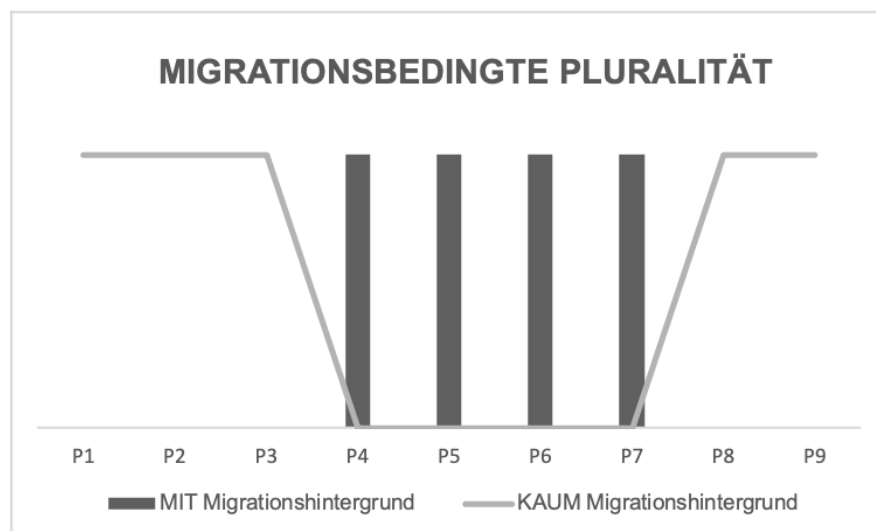 MIGRATIONSBEDINGTE PLURALITÄT
P1 P2 P3 P4 P5 P6 P7 P8 P9
MIT Migrationshintergrund KAUM Migrationshintergrund